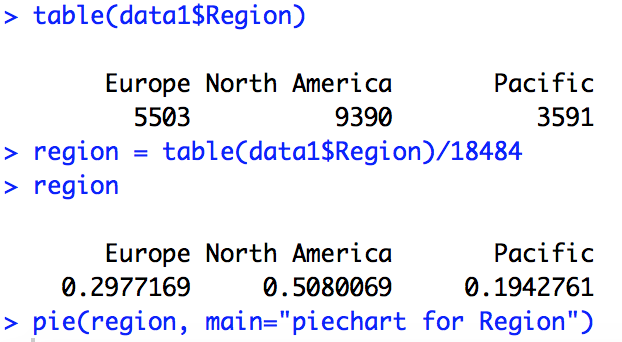 > table(data1$Region)
Europe North America Pacific
5503 9390 3591
> region = table(data1$Region)/18484
> region
Europe North America Pacific
0.2977169 0.5080069 0.1942761
> pie(region, main="piechart for Region")